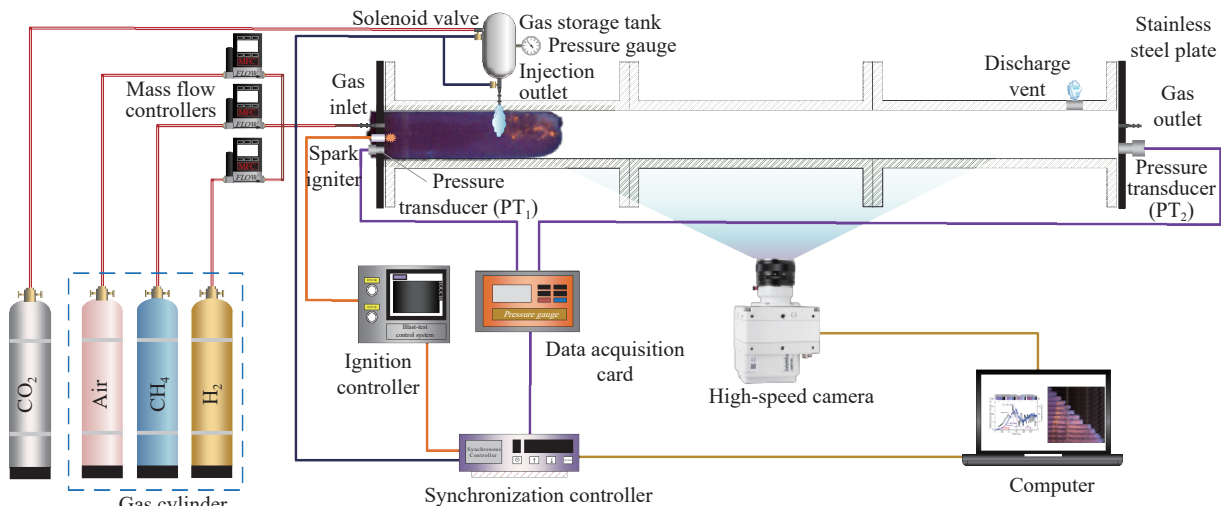 Solenoid valve
Gas storage tank
Pressure gauge
Injection
outlet
Stainless
steel plate
Discharge
vent
Gas
outlet
Mass flow
controllers
MFC
FLOW
MFC
FLOW
MFC
FLOW
Gas
inlet
Spark
igniter
Pressure
transducer (PT₁)
Pressure
transducer
(PT₂)
CO₂
Air
CH₄
H₂
Gas cylinder
Blast-test
control system
Ignition
controller
Pressure gauge
Data acquisition
card
High-speed camera
Synchronous
Controllar
Synchronization controller
Computer